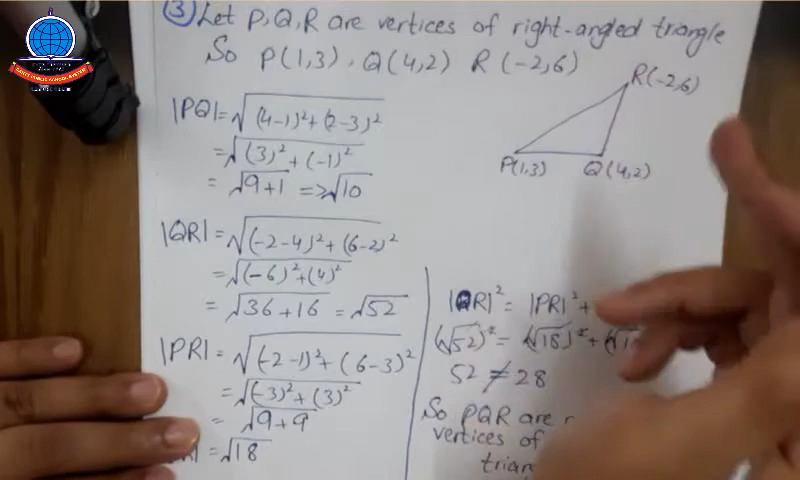 ③ Let P,Q,R are vertices of right-angled triangle
So P(1,3), Q(4,2) R(-2,6)
R(-2,6)
P(1,3) Q(4,2)
|PQ|=√((4-1)²+(2-3)²)
=√((3)²+(-1)²)
= √(9+1) => √10
|QR|=√((-2-4)²+(6-2)²)
=√((-6)²+(4)²)
= √(36+16) = √52
|PR|=√((-2-1)²+(6-3)²)
=√((-3)²+(3)²)
= √(9+9)
=√18
|QR|² = |PR|² +
(√52)² = (√18)² +
52 ≠ 28
So PQR are
vertices of